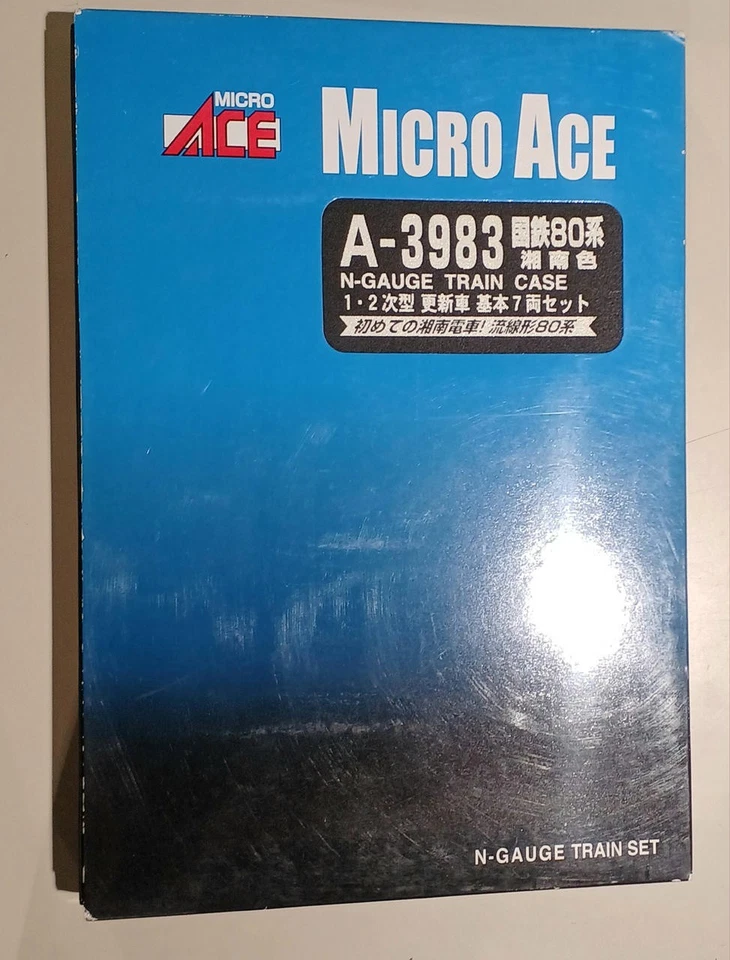 MICRO
ACE
MICRO ACE
A-3983 国鉄80系
湘南色
N-GAUGE TRAIN CASE
1・2次型 更新車 基本7両セット
初めての湘南電車! 流線形80系
N-GAUGE TRAIN SET